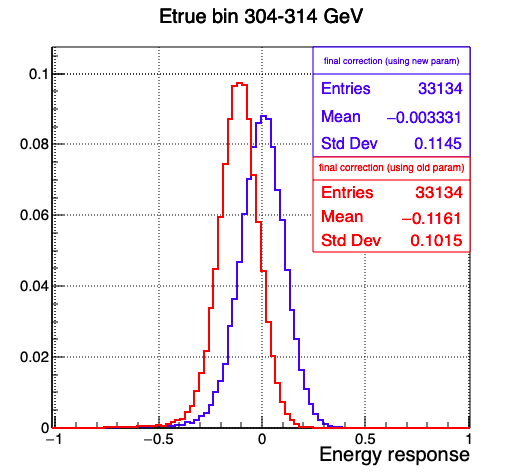 Etrue bin 304-314 GeV
final correction (using new param)
Entries 33134
Mean −0.003331
Std Dev 0.1145
final correction (using old param)
Entries 33134
Mean −0.1161
Std Dev 0.1015
0.1
0.08
0.06
0.04
0.02
0
−1 −0.5 0 0.5 1
Energy response